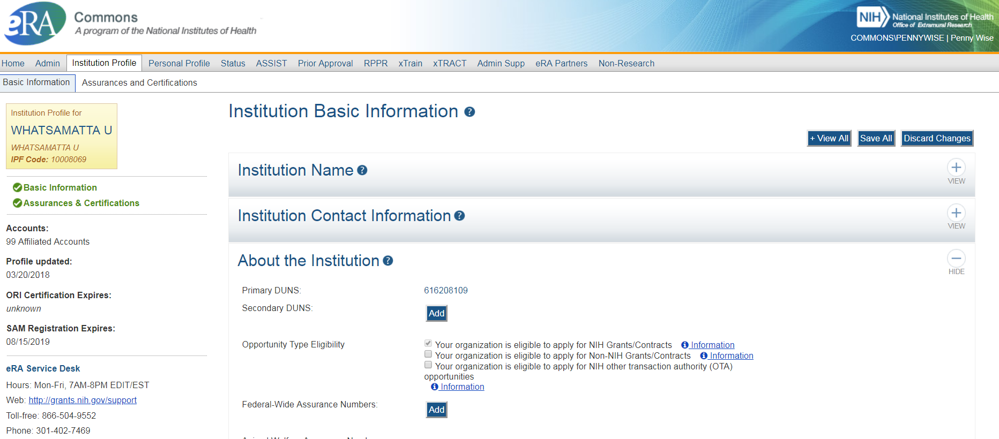 eRA Commons
A program of the National Institutes of Health
NIH National Institutes of Health
Office of Extramural Research
COMMONS\PENNYWISE | Penny Wise
Home Admin Institution Profile Personal Profile Status ASSIST Prior Approval RPPR xTrain xTRACT Admin Supp eRA Partners Non-Research
Basic Information Assurances and Certifications
Institution Profile for
WHATSAMATTA U
WHATSAMATTA U
IPF Code: 10008069
Basic Information
Assurances & Certifications
Accounts:
99 Affiliated Accounts
Profile updated:
03/20/2018
ORI Certification Expires:
unknown
SAM Registration Expires:
08/15/2019
eRA Service Desk
Hours: Mon-Fri, 7AM-8PM EDIT/EST
Web: http://grants.nih.gov/support
Toll-free: 866-504-9552
Phone: 301-402-7469
Institution Basic Information ?
+ View All Save All Discard Changes
Institution Name ?
VIEW
Institution Contact Information ?
VIEW
About the Institution ?
HIDE
Primary DUNS: 616208109
Secondary DUNS: Add
Opportunity Type Eligibility Your organization is eligible to apply for NIH Grants/Contracts Information
Your organization is eligible to apply for Non-NIH Grants/Contracts Information
Your organization is eligible to apply for NIH other transaction authority (OTA)
opportunities
Information
Federal-Wide Assurance Numbers: Add